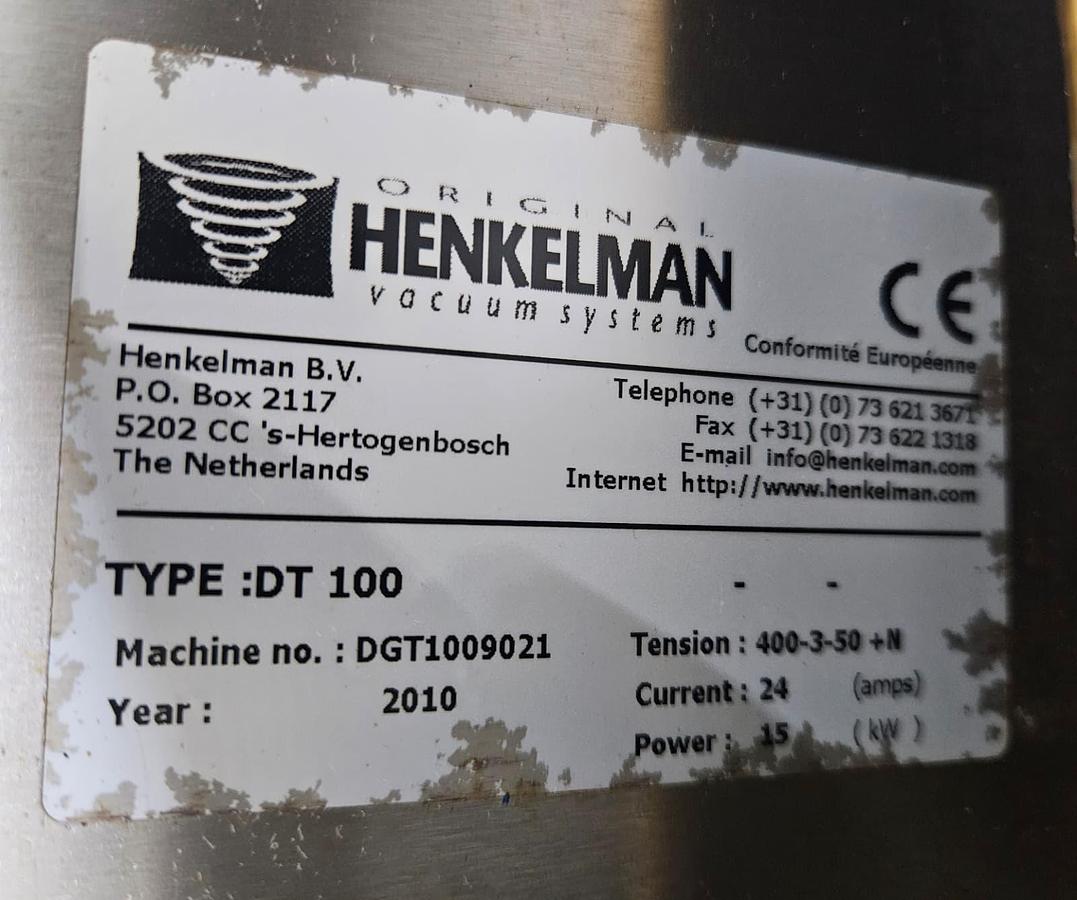 ORIGINAL
HENKELMAN
vacuum systems
CE
Conformité Européenne
Henkelman B.V.
P.O. Box 2117
5202 CC 's-Hertogenbosch
The Netherlands
Telephone (+31) (0) 73 621 3671
Fax (+31) (0) 73 622 1318
E-mail info@henkelman.com
Internet http://www.henkelman.com
TYPE :DT 100 - -
Machine no. : DGT1009021
Year : 2010
Tension : 400-3-50 +N
Current : 24 (amps)
Power : 15 ( kW )